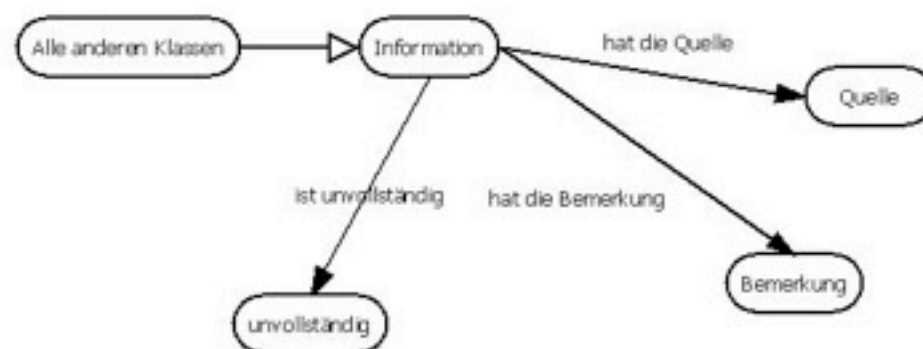 Alle anderen Klassen
Information
hat die Quelle
Quelle
ist unvollständig
hat die Bemerkung
Bemerkung
unvollständig